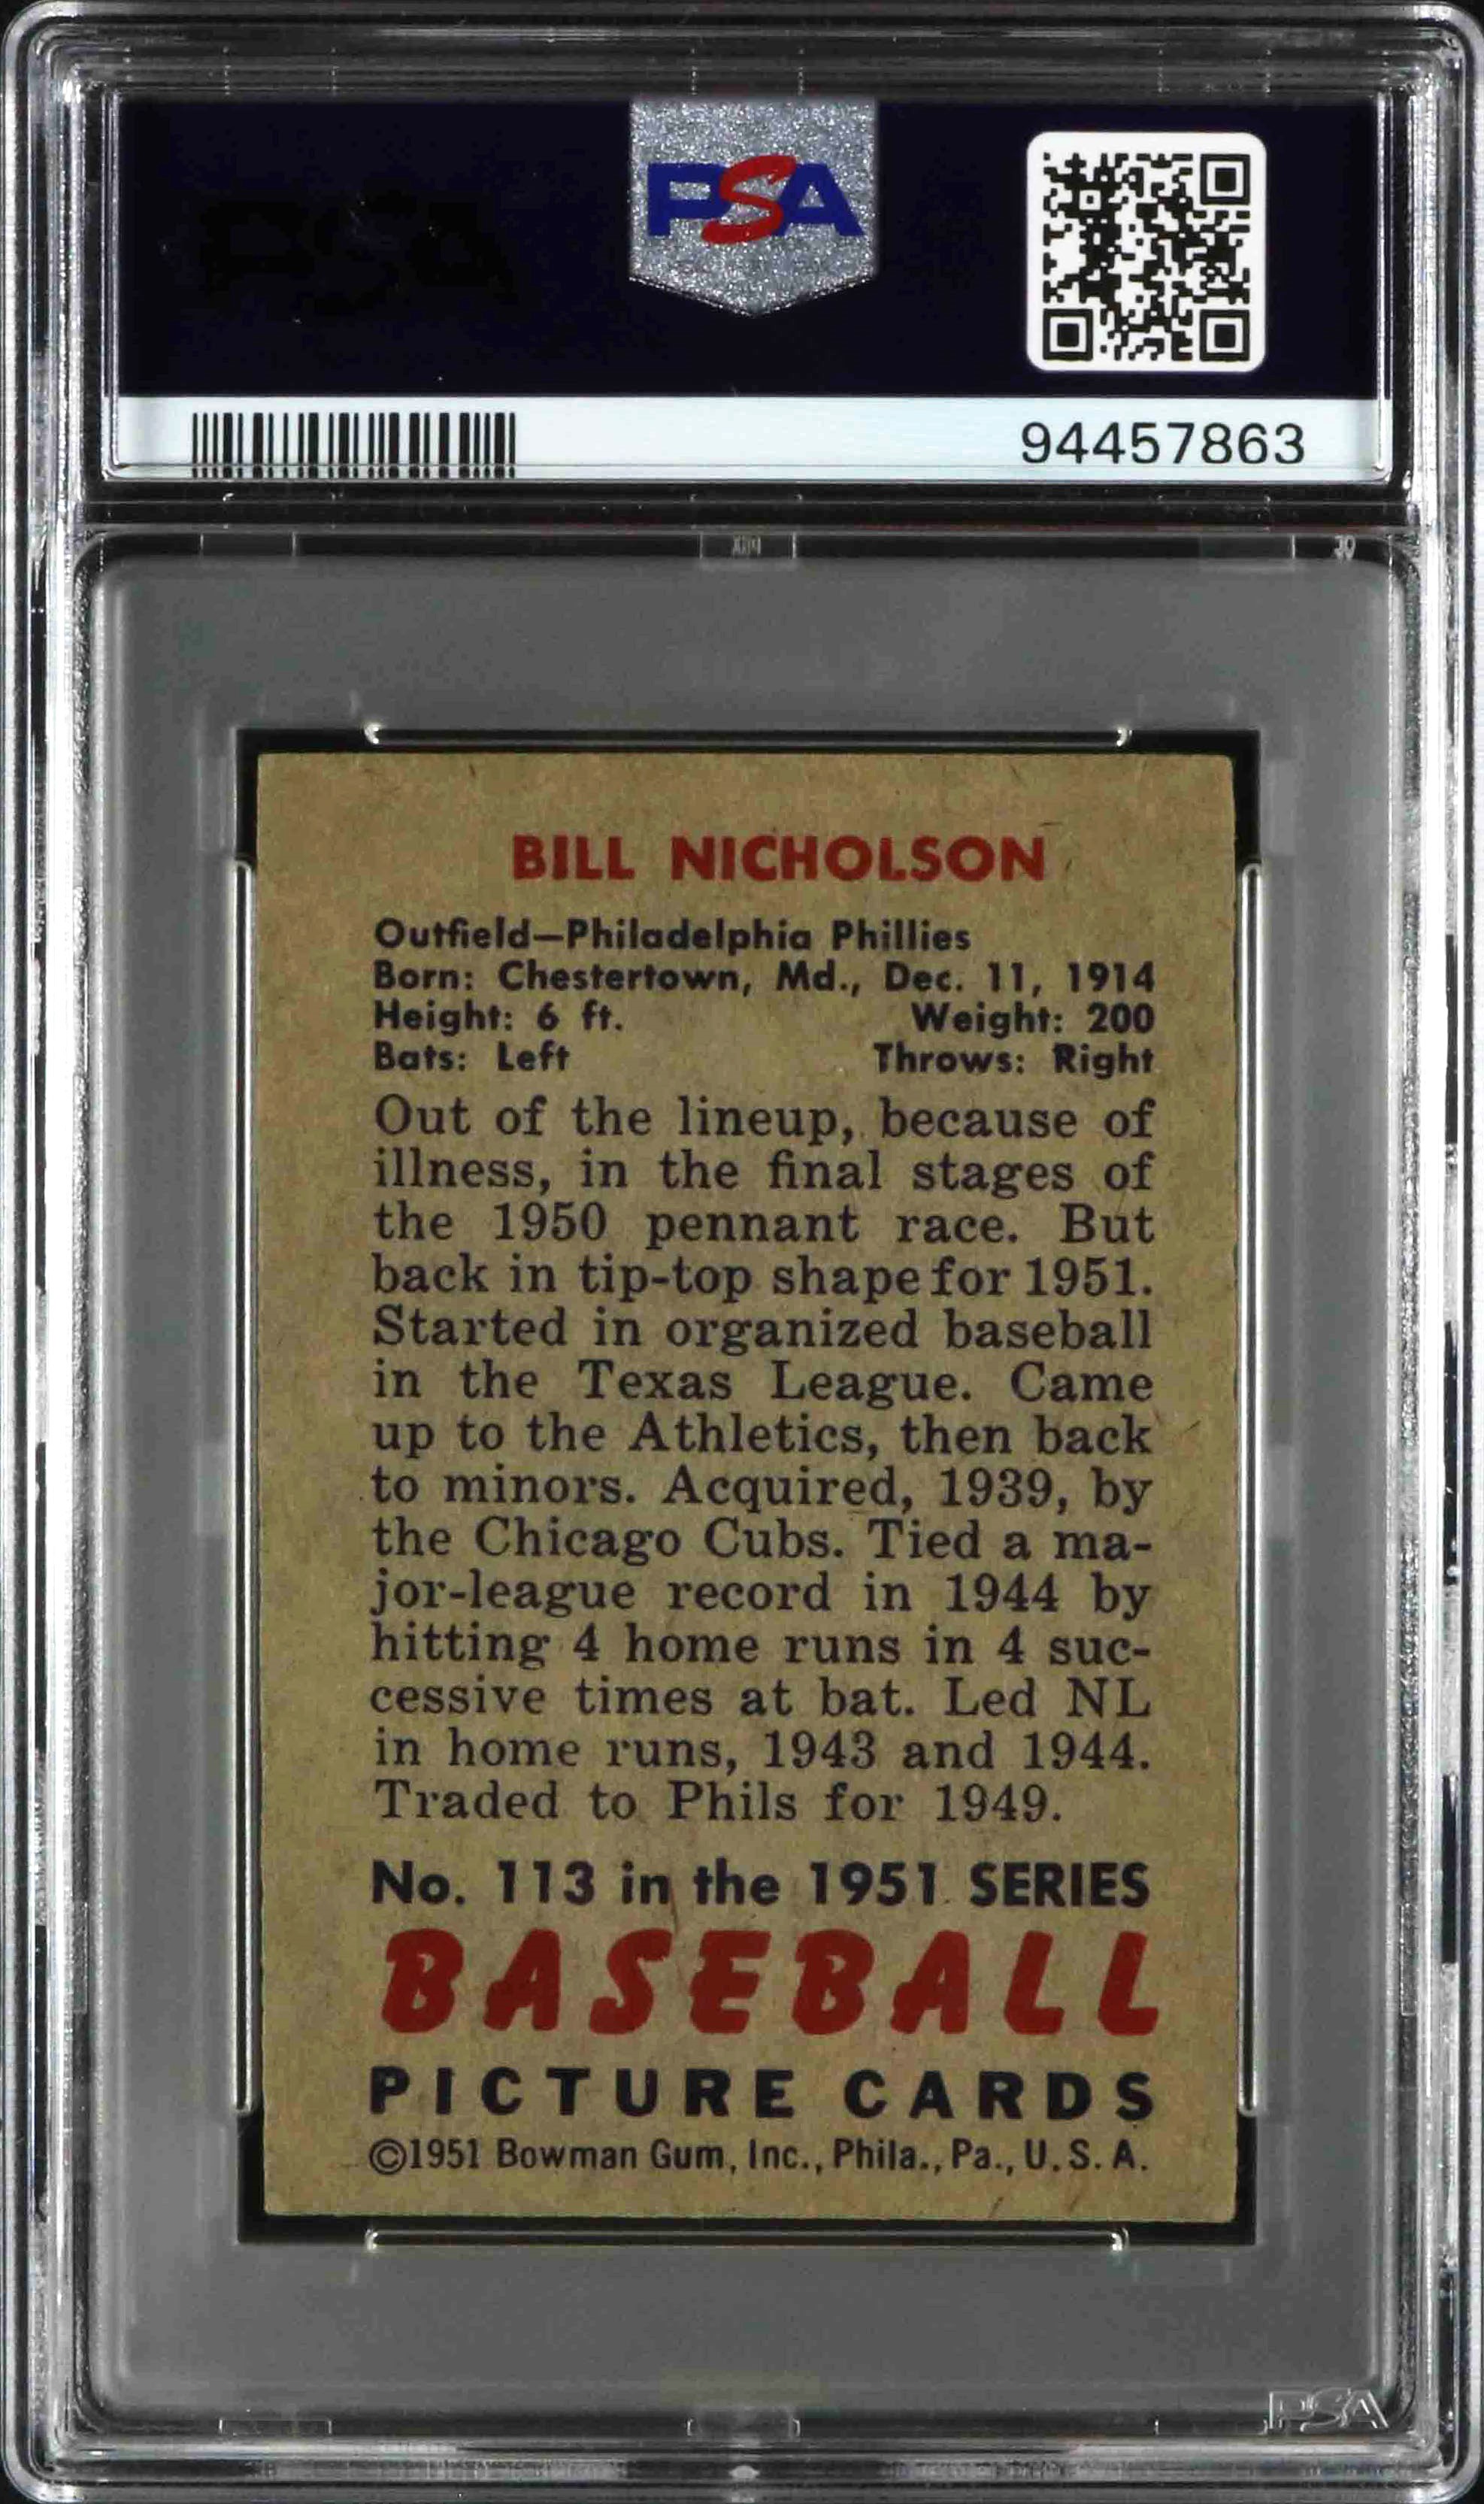 PSA
PSA
94457863
BILL NICHOLSON
Outfield—Philadelphia Phillies
Born: Chestertown, Md., Dec. 11, 1914
Height: 6 ft. Weight: 200
Bats: Left Throws: Right
Out of the lineup, because of
illness, in the final stages of
the 1950 pennant race. But
back in tip-top shape for 1951.
Started in organized baseball
in the Texas League. Came
up to the Athletics, then back
to minors. Acquired, 1939, by
the Chicago Cubs. Tied a ma-
jor-league record in 1944 by
hitting 4 home runs in 4 suc-
cessive times at bat. Led NL
in home runs, 1943 and 1944.
Traded to Phils for 1949.
No. 113 in the 1951 SERIES
BASEBALL
PICTURE CARDS
©1951 Bowman Gum, Inc., Phila., Pa., U.S.A.
PSA